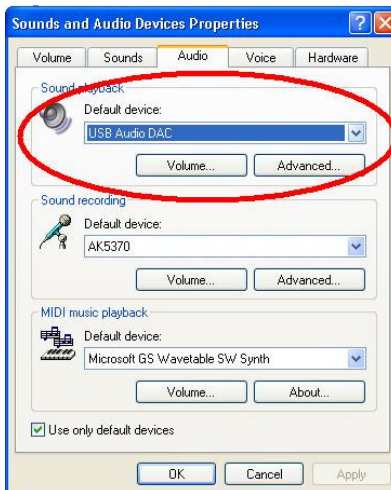 Sounds and Audio Devices Properties
Volume Sounds Audio Voice Hardware
Sound playback
Default device:
USB Audio DAC
Volume... Advanced...
Sound recording
Default device:
AK5370
Volume... Advanced...
MIDI music playback
Default device:
Microsoft GS Wavetable SW Synth
Volume... About...
Use only default devices
OK Cancel Apply